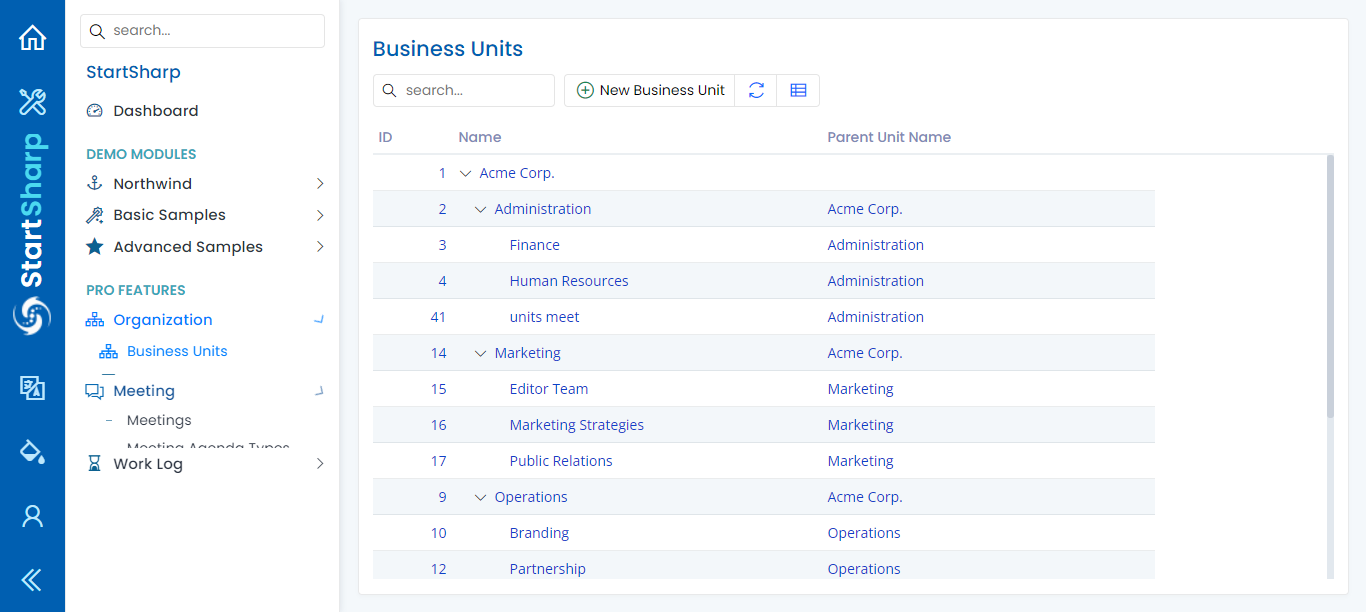 StartSharp
search...
StartSharp
Dashboard
DEMO MODULES
Northwind
Basic Samples
Advanced Samples
PRO FEATURES
Organization
Business Units
Meeting
Meetings
Meeting Agenda Types
Work Log
Business Units
search...
New Business Unit
ID Name Parent Unit Name
1 Acme Corp.
2 Administration Acme Corp.
3 Finance Administration
4 Human Resources Administration
41 units meet Administration
14 Marketing Acme Corp.
15 Editor Team Marketing
16 Marketing Strategies Marketing
17 Public Relations Marketing
9 Operations Acme Corp.
10 Branding Operations
12 Partnership Operations